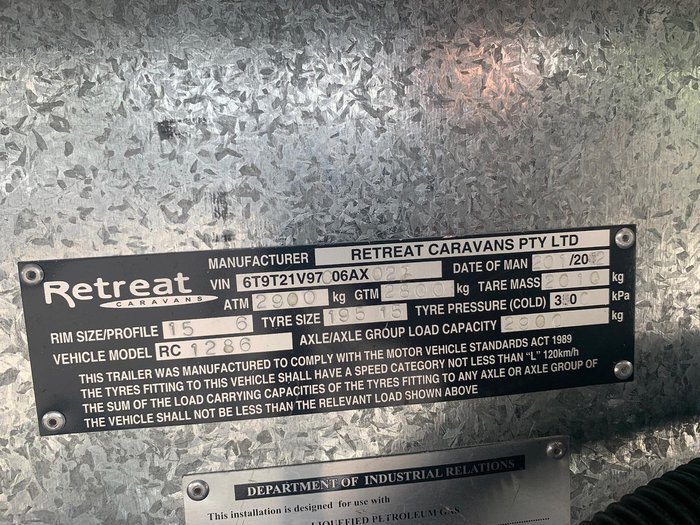 Retreat
CARAVANS
MANUFACTURER RETREAT CARAVANS PTY LTD
VIN 6T9T21V97 06AX DATE OF MAN
ATM 2900 kg GTM kg TARE MASS 2010 kg
RIM SIZE/PROFILE 15 6 TYRE SIZE 195 15 TYRE PRESSURE (COLD) kPa
VEHICLE MODEL RC 1286 AXLE/AXLE GROUP LOAD CAPACITY kg
THIS TRAILER WAS MANUFACTURED TO COMPLY WITH THE MOTOR VEHICLE STANDARDS ACT 1989
THE TYRES FITTING TO THIS VEHICLE SHALL HAVE A SPEED CATEGORY NOT LESS THAN "L" 120km/h
THE SUM OF THE LOAD CARRYING CAPACITIES OF THE TYRES FITTING TO ANY AXLE OR AXLE GROUP OF
THE VEHICLE SHALL NOT BE LESS THAN THE RELEVANT LOAD SHOWN ABOVE
DEPARTMENT OF INDUSTRIAL RELATIONS
This installation is designed for use with
LIQUEFIED PETROLEUM GAS